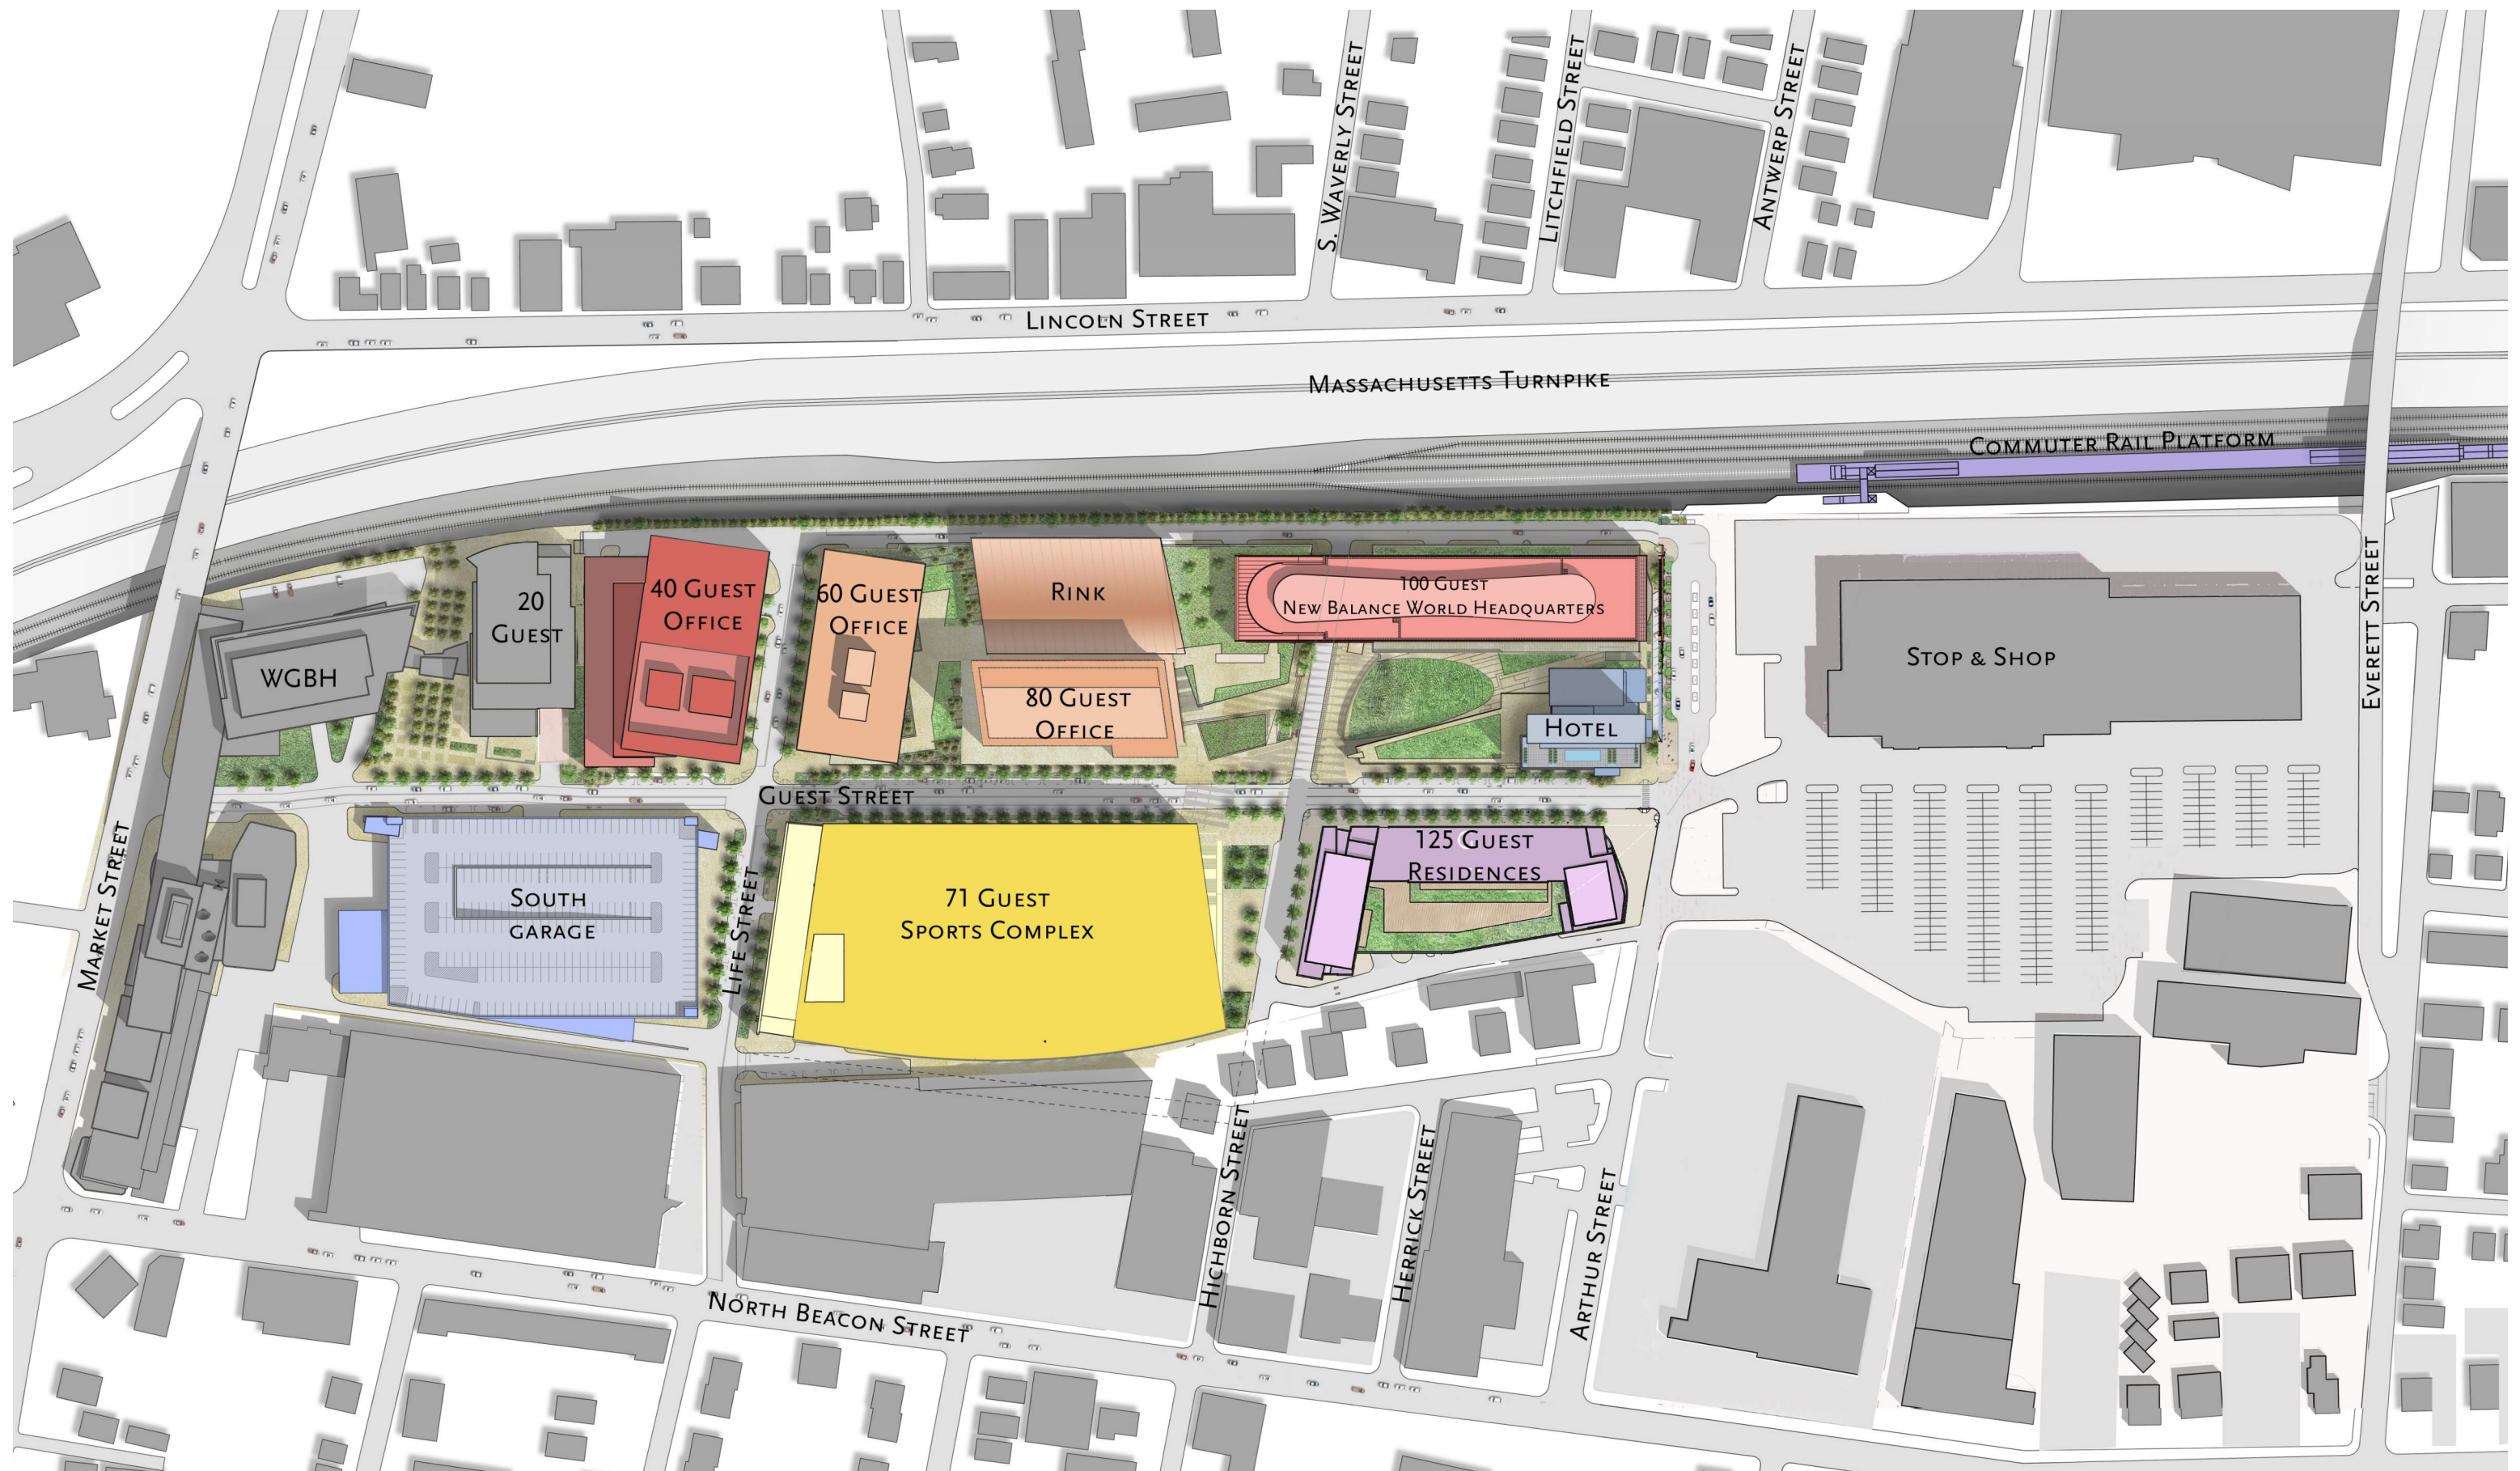 S. Waverly Street
Litchfield Street
Antwerp Street
Lincoln Street
Massachusetts Turnpike
Commuter Rail Platform
Everett Street
20
Guest
40 Guest
Office
60 Guest
Office
Rink
80 Guest
Office
100 Guest
New Balance World Headquarters
Hotel
Stop & Shop
WGBH
Guest Street
Market Street
South
garage
Life Street
71 Guest
Sports Complex
125 Guest
Residences
Hichborn Street
Herrick Street
Arthur Street
North Beacon Street